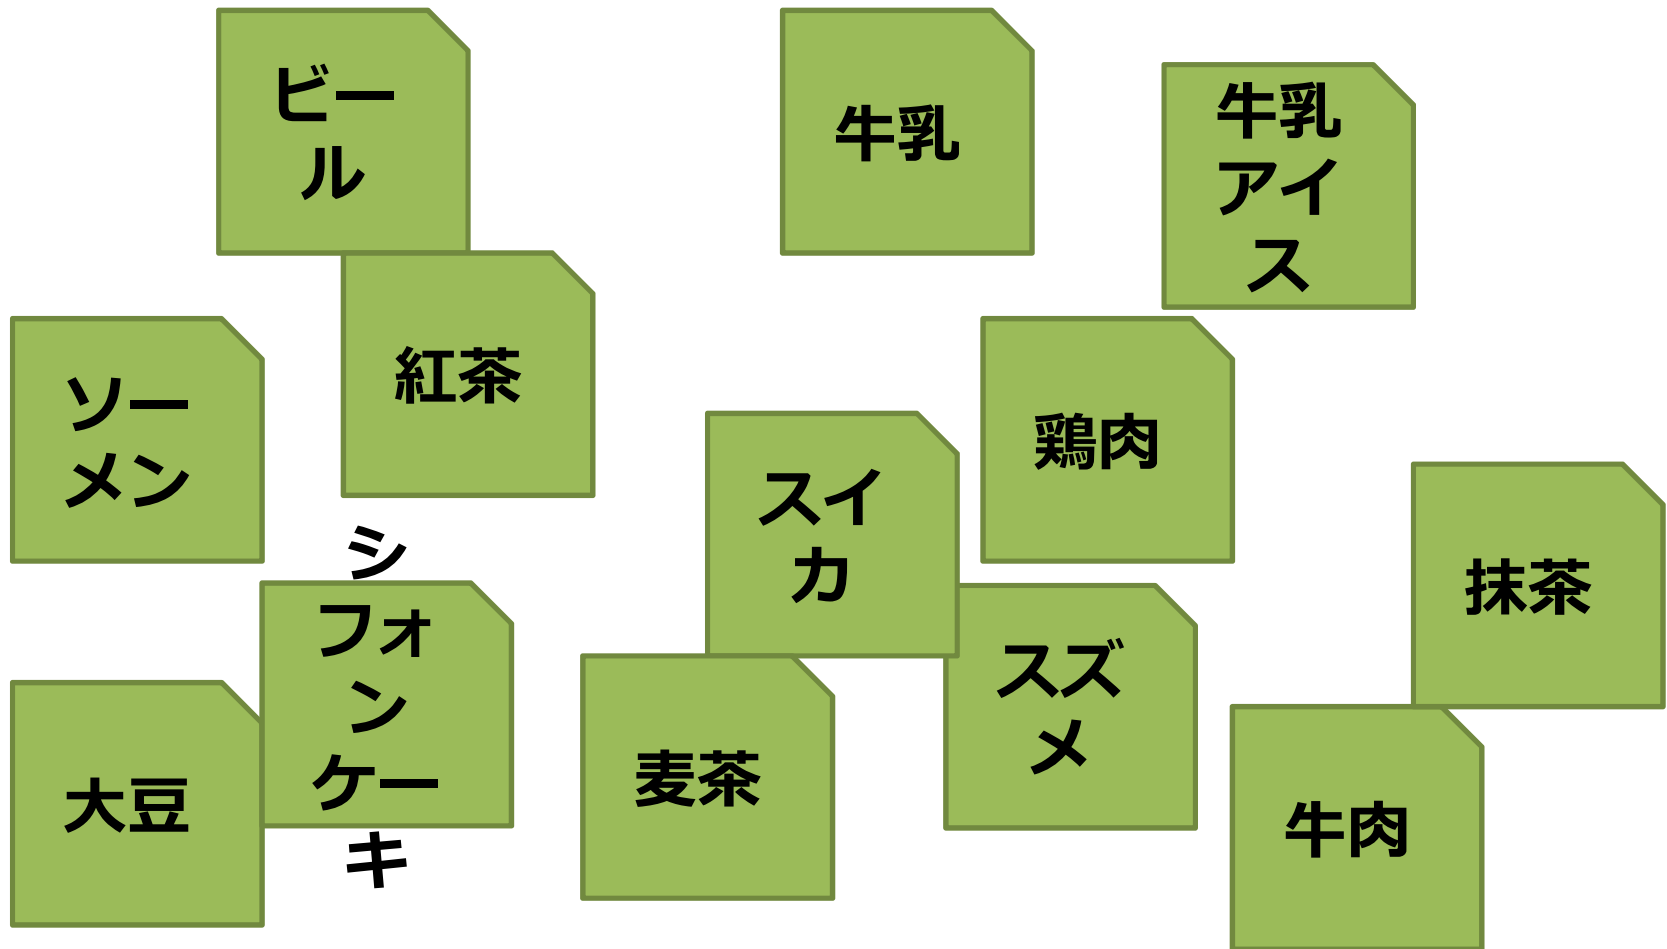 ビー
ル
牛乳
牛乳
アイ
ス
紅茶
ソー
メン
鶏肉
スイ
カ
抹茶
シ
フォ
ン
ケー
キ
スズ
メ
大豆
麦茶
牛肉